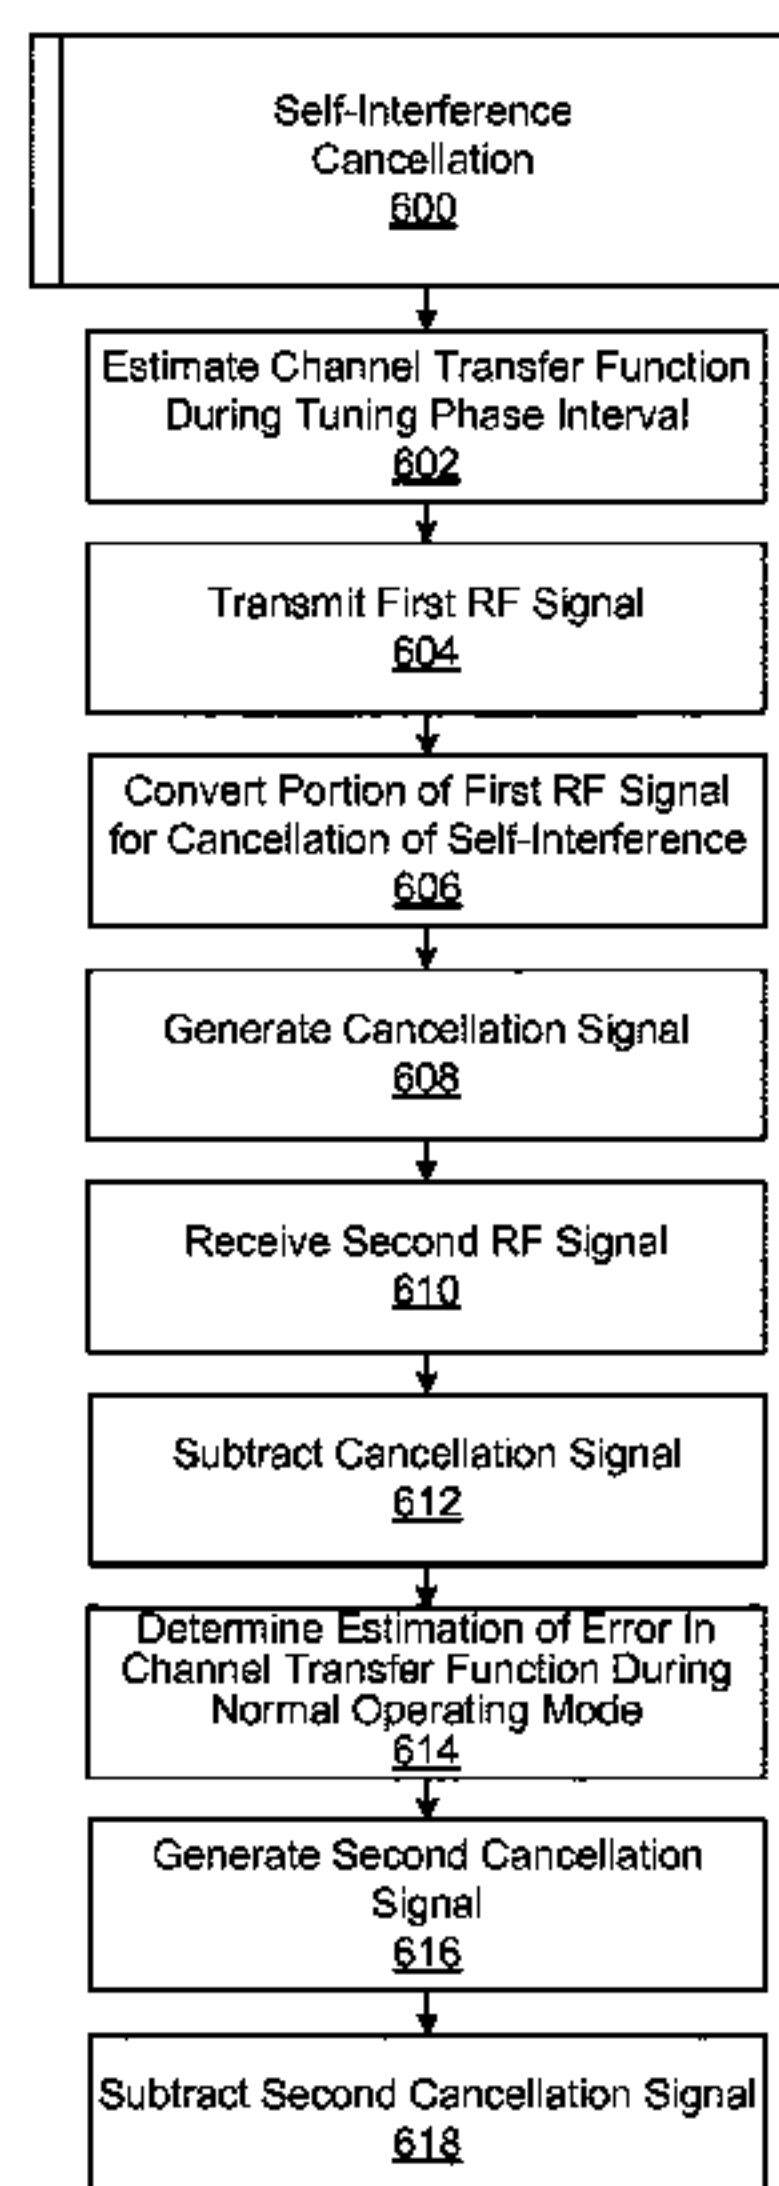 Self-Interference
Cancellation
600
Estimate Channel Transfer Function
During Tuning Phase Interval
602
Transmit First RF Signal
604
Convert Portion of First RF Signal
for Cancellation of Self-Interference
606
Generate Cancellation Signal
608
Receive Second RF Signal
610
Subtract Cancellation Signal
612
Determine Estimation of Error In
Channel Transfer Function During
Normal Operating Mode
614
Generate Second Cancellation
Signal
616
Subtract Second Cancellation Signal
618